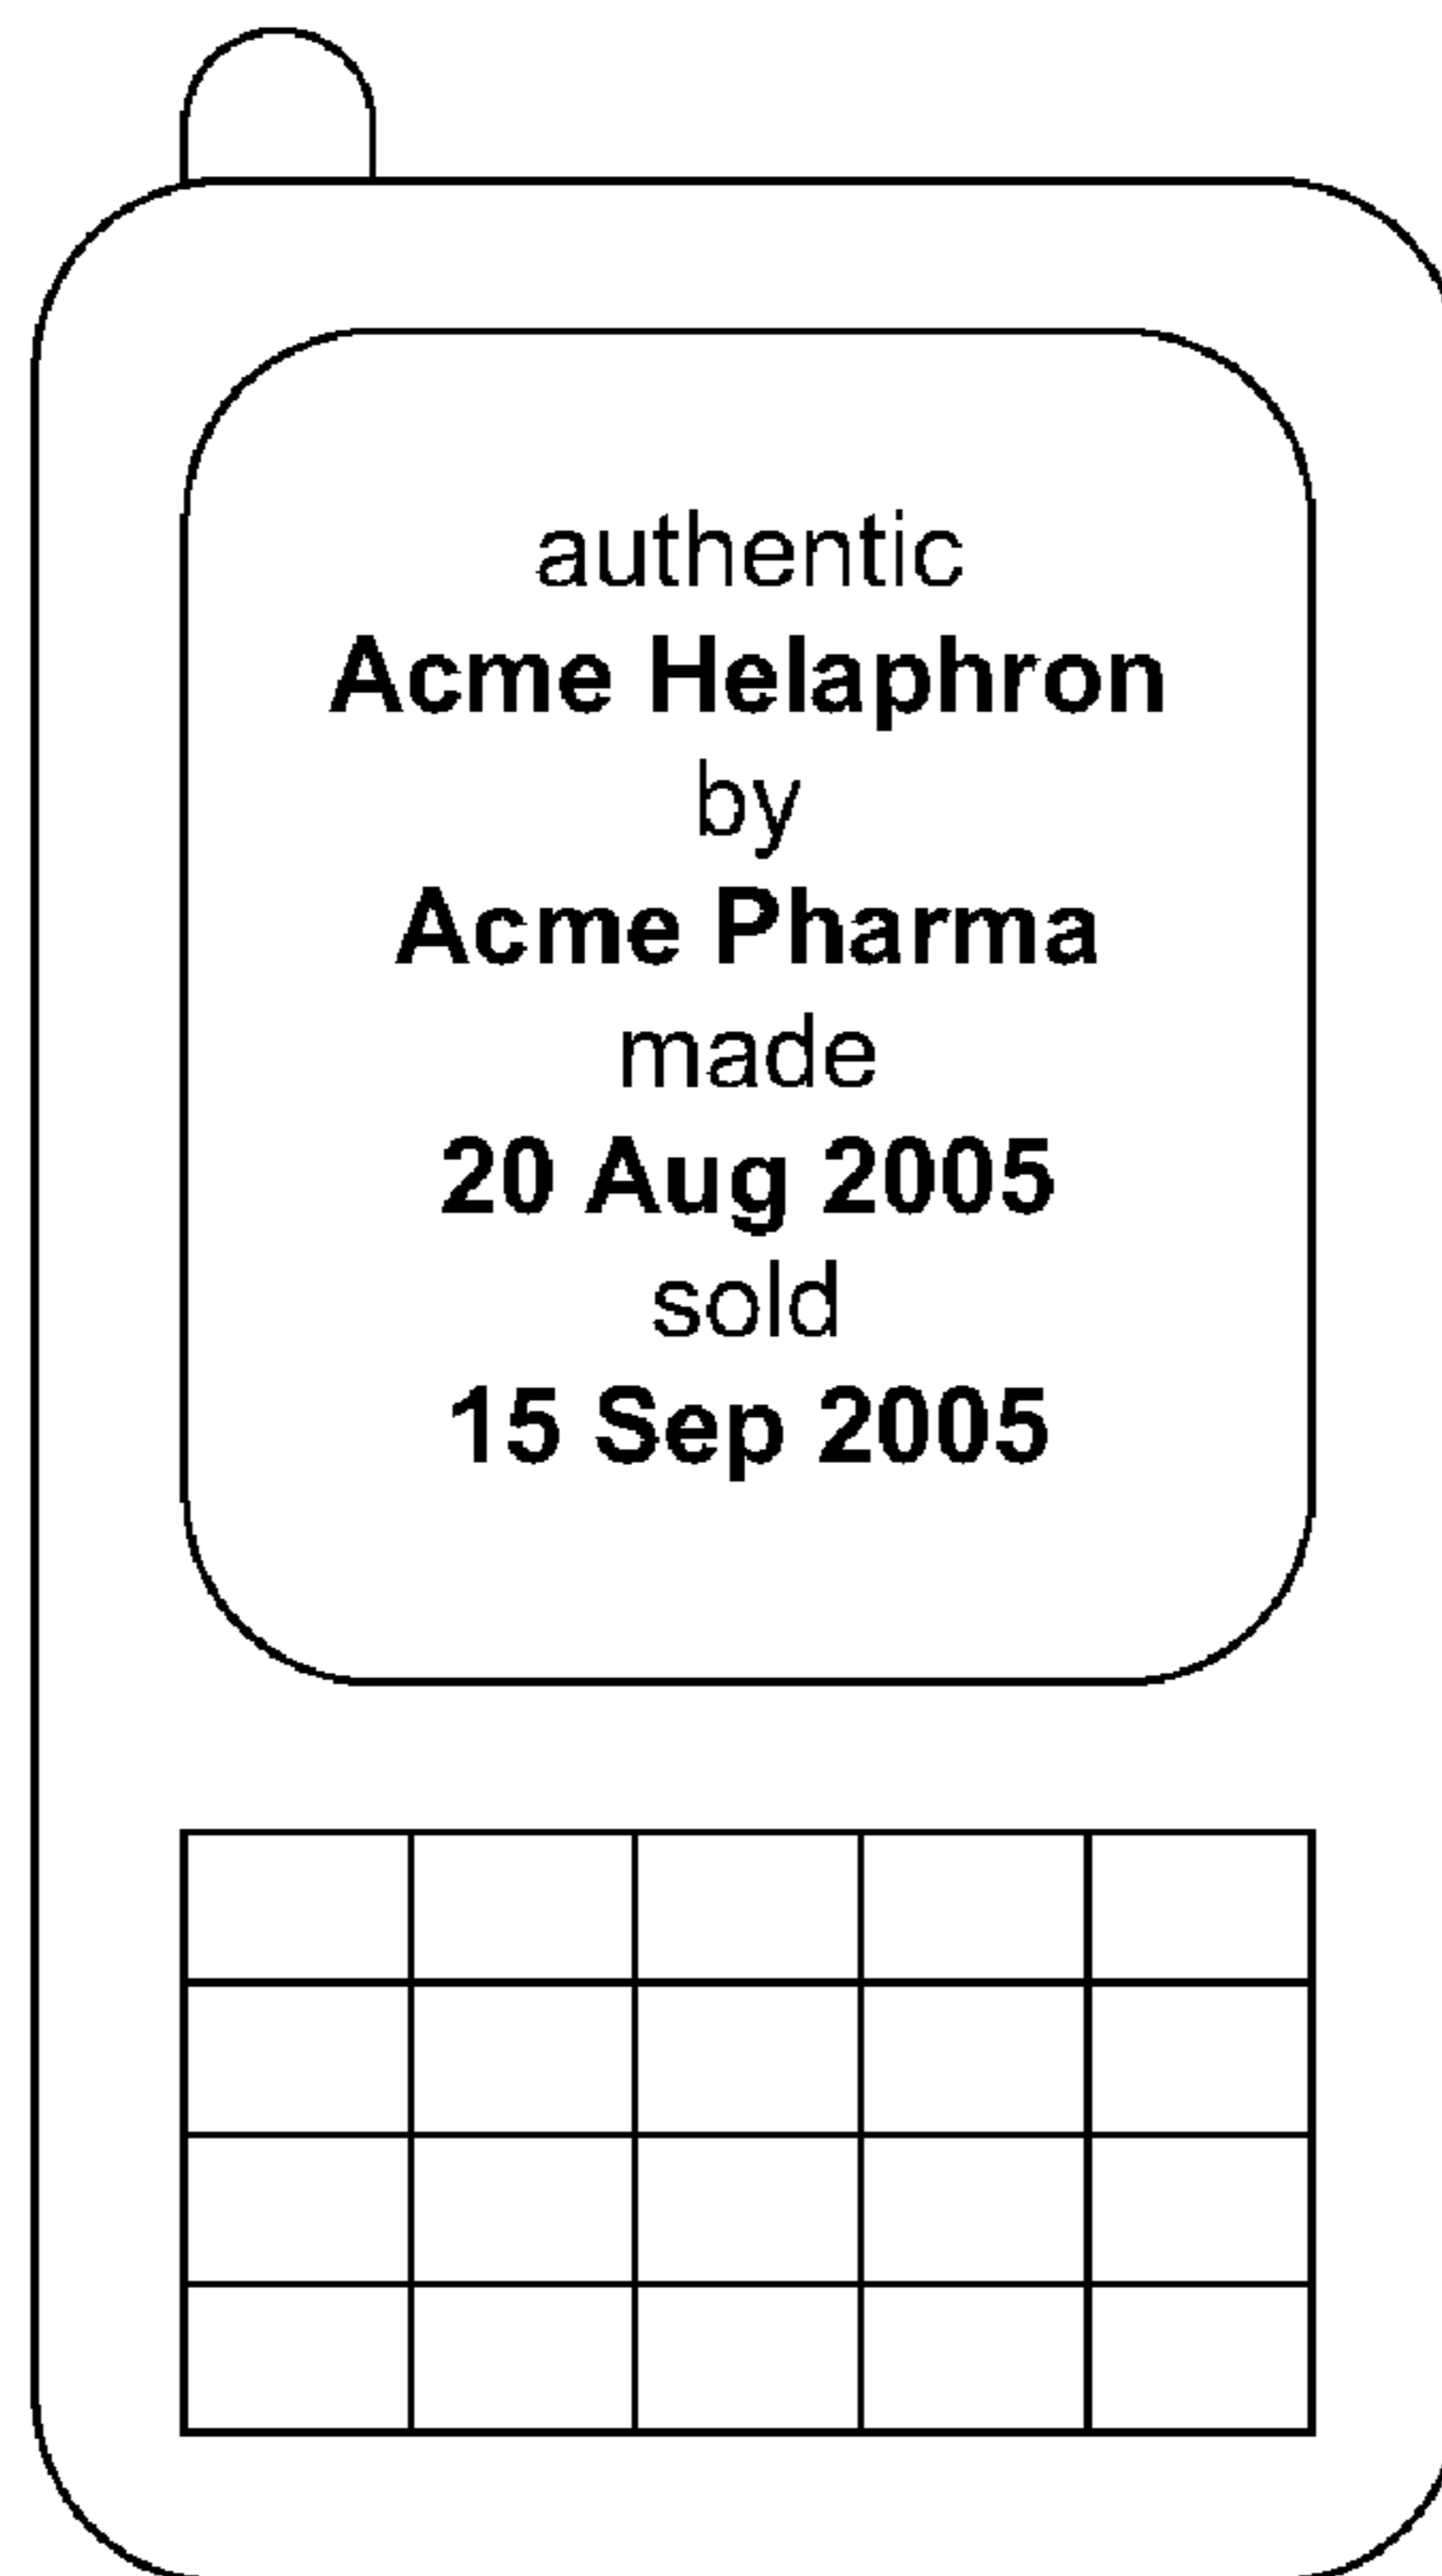 authentic
Acme Helaphron
by
Acme Pharma
made
20 Aug 2005
sold
15 Sep 2005